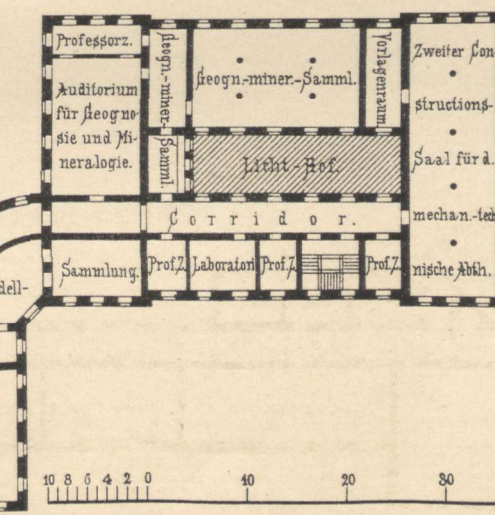 Professorz.
Auditorium
für Geogno-
sie und Mi-
neralogie.
Geogn.-miner.-
Samml.
Geogn.-miner.-Samml.
Vorlagenraum
Licht-Hof.
Zweiter Con-
structions-
Saal für d.
mechan.-tech
nische Abth.
Corridor.
Sammlung.
Prof.Z.
Laborator.
Prof.Z.
Prof.Z.
dell-
10 8 6 4 2 0 10 20 30